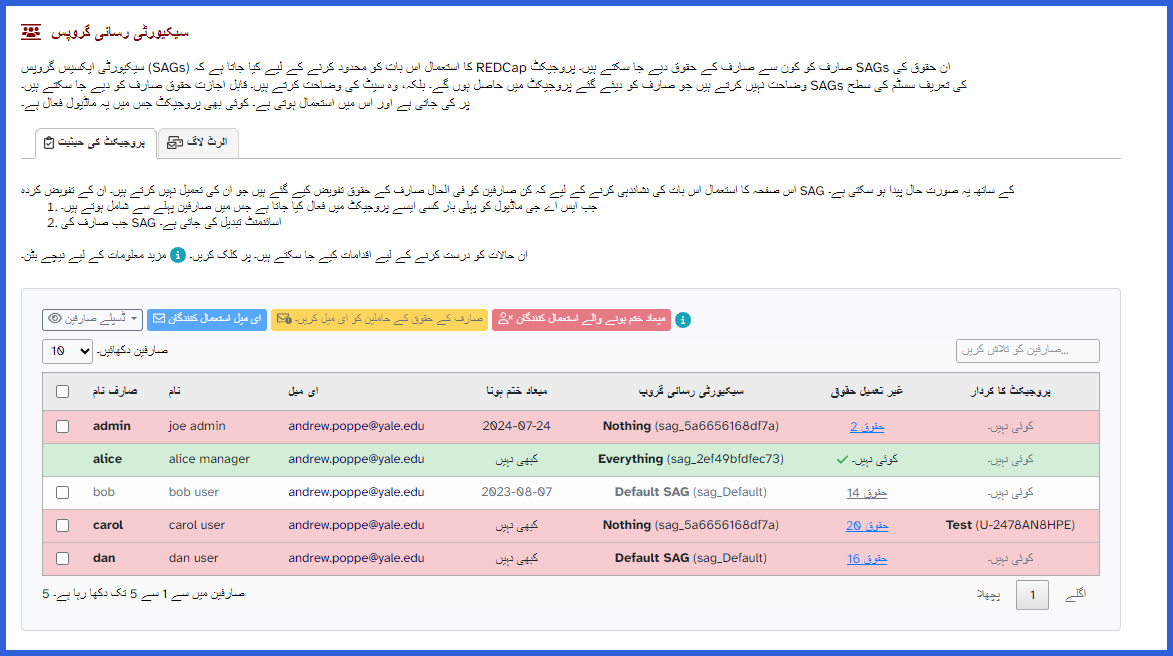 سیکیورٹی رسائی گروپس
ان حقوق کی SAGs صارف کو کون سے صارف کے حقوق دیے جا سکتے ہیں۔ پروجیکٹ REDCap کا استعمال اس بات کو محدود کرنے کے لیے کیا جاتا ہے کہ (SAGs) سیکیورٹی ایکسیس گروپس
کی تعریف سسٹم کی سطح SAGs وضاحت نہیں کرتے ہیں جو صارف کو دیئے گئے پروجیکٹ میں حاصل ہوں گے۔ بلکہ، وہ سیٹ کی وضاحت کرتے ہیں۔ قابل اجازت حقوق صارف کو دیے جا سکتے ہیں۔
پر کی جاتی ہے اور اس میں استعمال ہوتی ہے۔ کوئی بھی پروجیکٹ جس میں یہ ماڈیول فعال ہے۔
پروجیکٹ کی حیثیت
الرٹ لاگ
کے ساتھ یہ صورت حال پیدا ہو سکتی ہے۔ SAG اس صفحہ کا استعمال اس بات کی نشاندہی کرنے کے لیے کہ کن صارفین کو فی الحال صارف کے حقوق تفویض کیے گئے ہیں جو ان کی تعمیل نہیں کرتے ہیں۔ ان کے تفویض کردہ
1. جب ایس اے جی ماڈیول کو پہلی بار کسی ایسے پروجیکٹ میں فعال کیا جاتا ہے جس میں صارفین پہلے سے شامل ہوتے ہیں۔
2. اسائنمنٹ تبدیل کی جاتی ہے۔ SAG جب صارف کی
ان حالات کو درست کرنے کے لیے اقدامات کیے جا سکتے ہیں۔ پر کلک کریں۔ i مزید معلومات کے لیے نیچے بٹن۔
ڈسپلے صارفین
ای میل استعمال کنندگان
صارف کے حقوق کے حاملین کو ای میل کریں۔
میعاد ختم ہونے والے استعمال کنندگان
i
10 صارفین دکھائیں۔
صارفین کو تلاش کریں...
صارف نام نام ای میل میعاد ختم ہونا سیکیورٹی رسائی گروپ غیر تعمیل حقوق پروجیکٹ کا کردار
admin joe admin andrew.poppe@yale.edu 2024-07-24 Nothing (sag_5a6656168df7a) حقوق 2 کوئی نہیں۔
alice alice manager andrew.poppe@yale.edu کبھی نہیں Everything (sag_2ef49bfdfec73) کوئی نہیں۔ کوئی نہیں۔
bob bob user andrew.poppe@yale.edu 2023-08-07 Default SAG (sag_Default) حقوق 14 کوئی نہیں۔
carol carol user andrew.poppe@yale.edu کبھی نہیں Nothing (sag_5a6656168df7a) حقوق 20 Test (U-2478AN8HPE)
dan dan user andrew.poppe@yale.edu کبھی نہیں Default SAG (sag_Default) حقوق 16 کوئی نہیں۔
صارفین میں سے 1 سے 5 تک دکھا رہا ہے۔ 5
پچھلا 1 اگلے